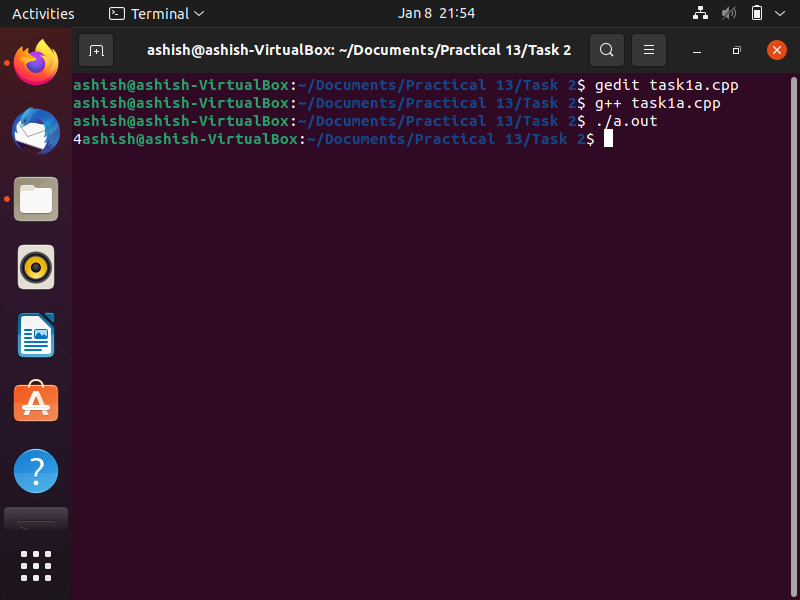 Activities Terminal Jan 8 21:54
ashish@ashish-VirtualBox: ~/Documents/Practical 13/Task 2
ashish@ashish-VirtualBox:~/Documents/Practical 13/Task 2$ gedit task1a.cpp
ashish@ashish-VirtualBox:~/Documents/Practical 13/Task 2$ g++ task1a.cpp
ashish@ashish-VirtualBox:~/Documents/Practical 13/Task 2$ ./a.out
4ashish@ashish-VirtualBox:~/Documents/Practical 13/Task 2$